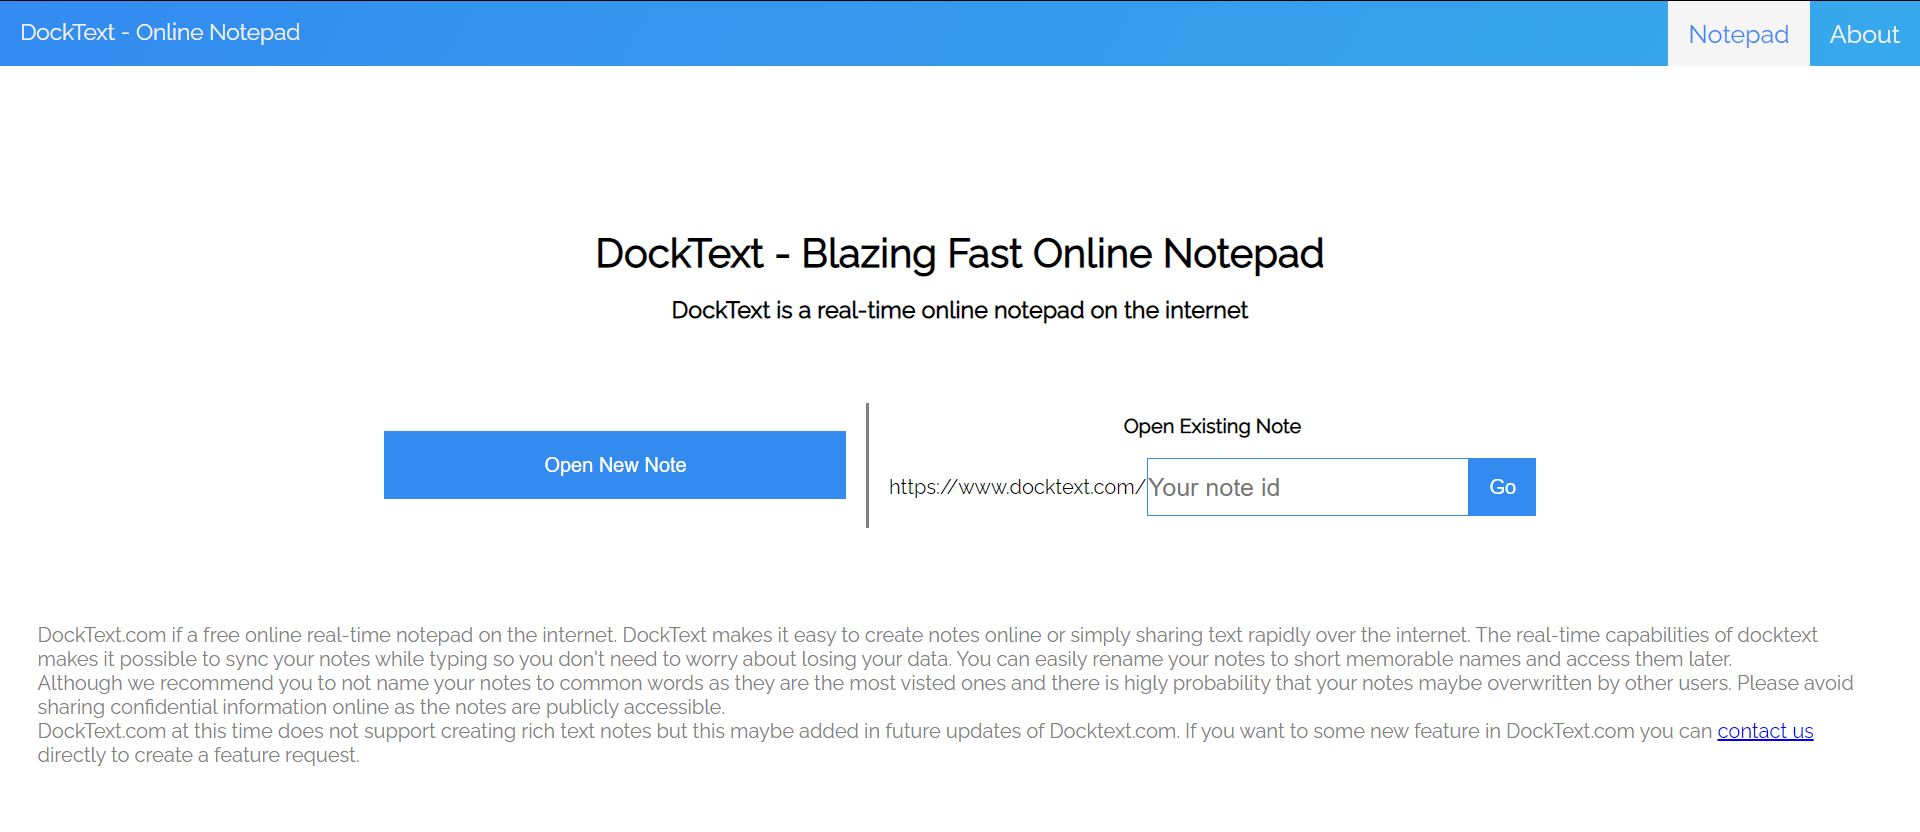 DockText - Online Notepad
Notepad
About
DockText - Blazing Fast Online Notepad
DockText is a real-time online notepad on the internet
Open New Note
Open Existing Note
https://www.docktext.com/
Your note id
Go
DockText.com if a free online real-time notepad on the internet. DockText makes it easy to create notes online or simply sharing text rapidly over the internet. The real-time capabilities of docktext
makes it possible to sync your notes while typing so you don't need to worry about losing your data. You can easily rename your notes to short memorable names and access them later.
Although we recommend you to not name your notes to common words as they are the most visted ones and there is higly probability that your notes maybe overwritten by other users. Please avoid
sharing confidential information online as the notes are publicly accessible.
DockText.com at this time does not support creating rich text notes but this maybe added in future updates of Docktext.com. If you want to some new feature in DockText.com you can contact us
directly to create a feature request.